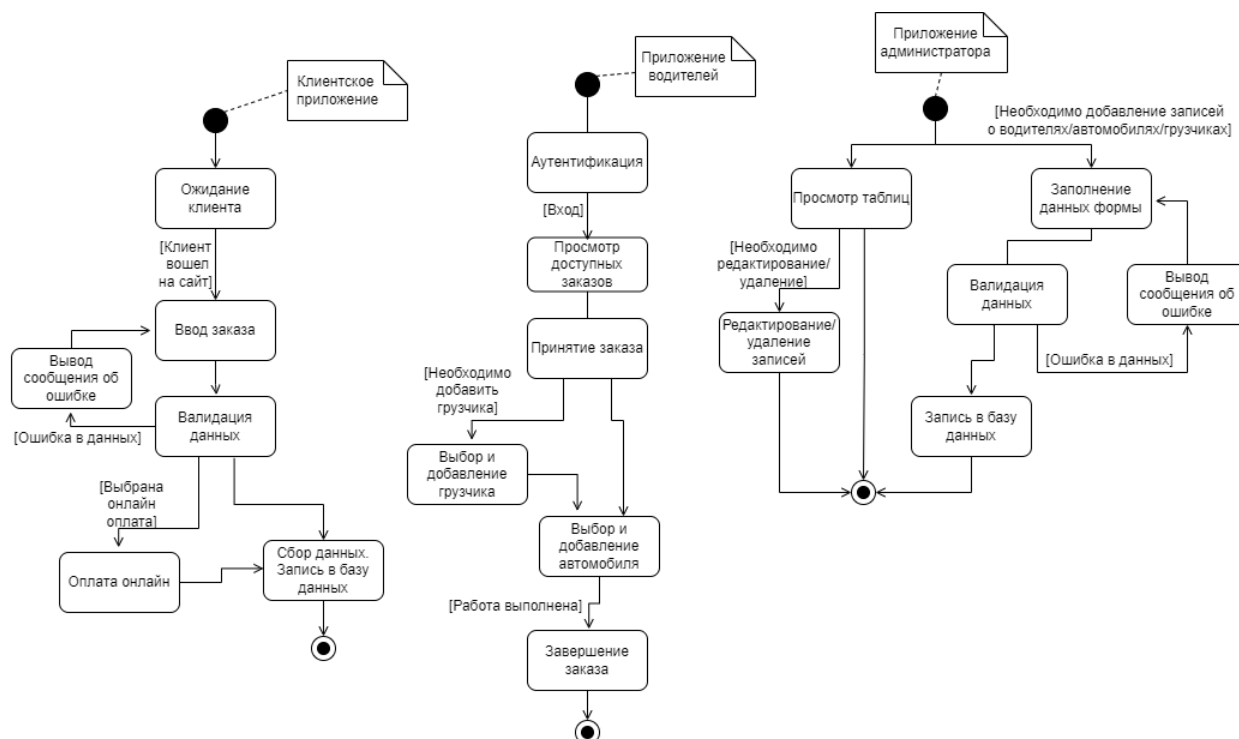 Клиентское
приложение
Ожидание
клиента
[Клиент
вошел
на сайт]
Ввод заказа
Вывод
сообщения об
ошибке
[Ошибка в данных]
Валидация
данных
[Выбрана
онлайн
оплата]
Оплата онлайн
Сбор данных.
Запись в базу
данных
Приложение
водителей
Аутентификация
[Вход]
Просмотр
доступных
заказов
Принятие заказа
[Необходимо
добавить
грузчика]
Выбор и
добавление
грузчика
Выбор и
добавление
автомобиля
[Работа выполнена]
Завершение
заказа
Приложение
администратора
[Необходимо добавление записей
о водителях/автомобилях/грузчиках]
Просмотр таблиц
[Необходимо
редактирование/
удаление]
Редактирование/
удаление
записей
Заполнение
данных формы
Валидация
данных
Вывод
сообщения об
ошибке
[Ошибка в данных]
Запись в базу
данных